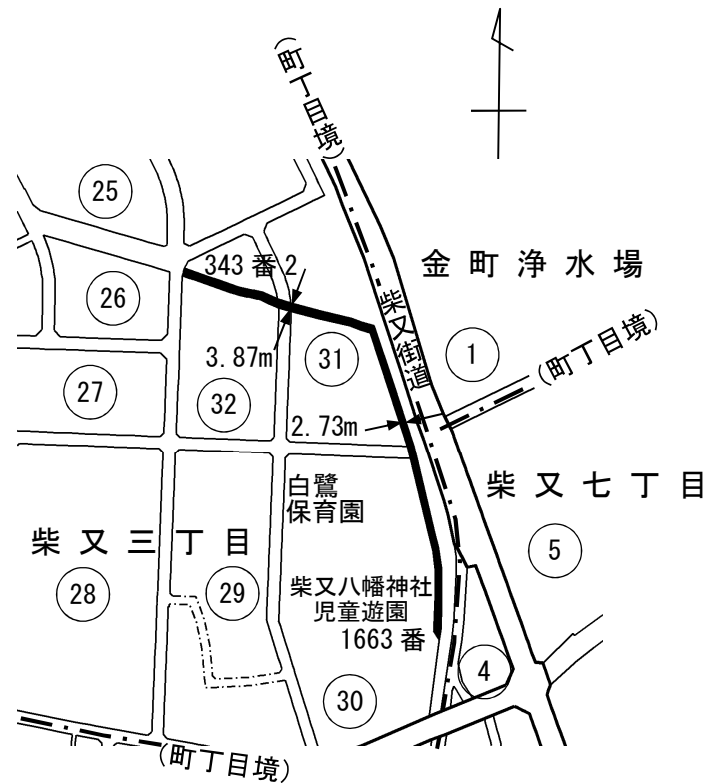 (町丁目境)
25
金町浄水場
343番2
26
柴又街道
1
(町丁目境)
3.87m
31
27
32
2.73m
白鷺
保育園
柴又七丁目
柴又三丁目
5
28
29
柴又八幡神社
児童遊園
1663番
4
30
(町丁目境)